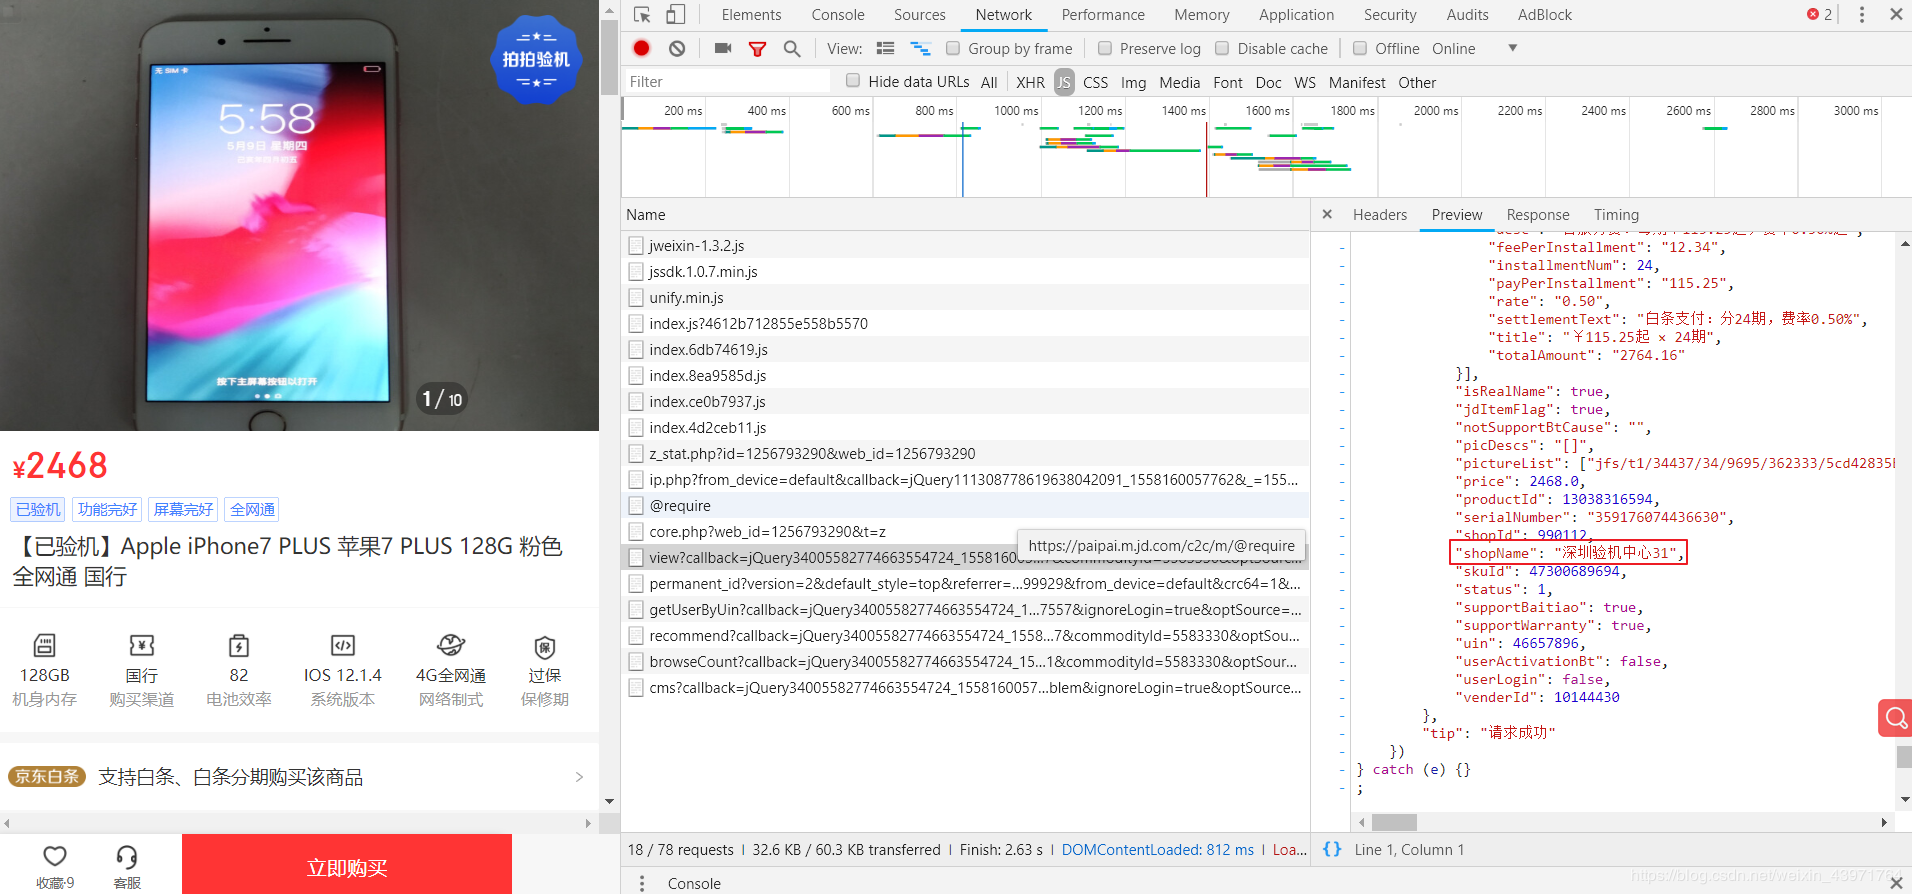 无 SIM 卡
5:58
5月9日 星期四
按下主屏幕按钮以打开
拍拍验机
1/10
¥2468
已验机 功能完好 屏幕完好 全网通
【已验机】Apple iPhone7 PLUS 苹果7 PLUS 128G 粉色
全网通 国行
128GB 国行 82 IOS 12.1.4 4G全网通 过保
机身内存 购买渠道 电池效率 系统版本 网络制式 保修期
保
京东白条 支持白条、白条分期购买该商品
收藏·9 客服 立即购买
Elements Console Sources Network Performance Memory Application Security Audits AdBlock 2
View: Group by frame Preserve log Disable cache Offline Online
Filter Hide data URLs All XHR JS CSS Img Media Font Doc WS Manifest Other
200 ms 400 ms 600 ms 800 ms 1000 ms 1200 ms 1400 ms 1600 ms 1800 ms 2000 ms 2200 ms 2400 ms 2600 ms 2800 ms 3000 ms
Name
jweixin-1.3.2.js
jssdk.1.0.7.min.js
unify.min.js
index.js?4612b712855e558b5570
index.6db74619.js
index.8ea9585d.js
index.ce0b7937.js
index.4d2ceb11.js
z_stat.php?id=1256793290&web_id=1256793290
ip.php?from_device=default&callback=jQuery111308778619638042091_1558160057762&_=155...
@require
core.php?web_id=1256793290&t=z
https://paipai.m.jd.com/c2c/m/@require
view?callback=jQuery34005582774663554724_15581600
permanent_id?version=2&default_style=top&referrer=...99929&from_device=default&crc64=1&...
getUserByUin?callback=jQuery34005582774663554724_1...7557&ignoreLogin=true&optSource=...
recommend?callback=jQuery34005582774663554724_1558...7&commodityId=5583330&optSou...
browseCount?callback=jQuery34005582774663554724_15...1&commodityId=5583330&optSour...
cms?callback=jQuery34005582774663554724_1558160057...blem&ignoreLogin=true&optSource...
Headers Preview Response Timing
"feePerInstallment": "12.34",
"installmentNum": 24,
"payPerInstallment": "115.25",
"rate": "0.50",
"settlementText": "白条支付：分24期，费率0.50%",
"title": "￥115.25起 × 24期",
"totalAmount": "2764.16"
}],
"isRealName": true,
"jdItemFlag": true,
"notSupportBtCause": "",
"picDescs": "[]",
"pictureList": ["jfs/t1/34437/34/9695/362333/5cd42835
"price": 2468.0,
"productId": 13038316594,
"serialNumber": "359176074436630",
"shopId": 990112,
"shopName": "深圳验机中心31",
"skuId": 47300689694,
"status": 1,
"supportBaitiao": true,
"supportWarranty": true,
"uin": 46657896,
"userActivationBt": false,
"userLogin": false,
"venderId": 10144430
},
"tip": "请求成功"
})
} catch (e) {}
;
18 / 78 requests 32.6 KB / 60.3 KB transferred Finish: 2.63 s DOMContentLoaded: 812 ms Loa...
{} Line 1, Column 1
Console